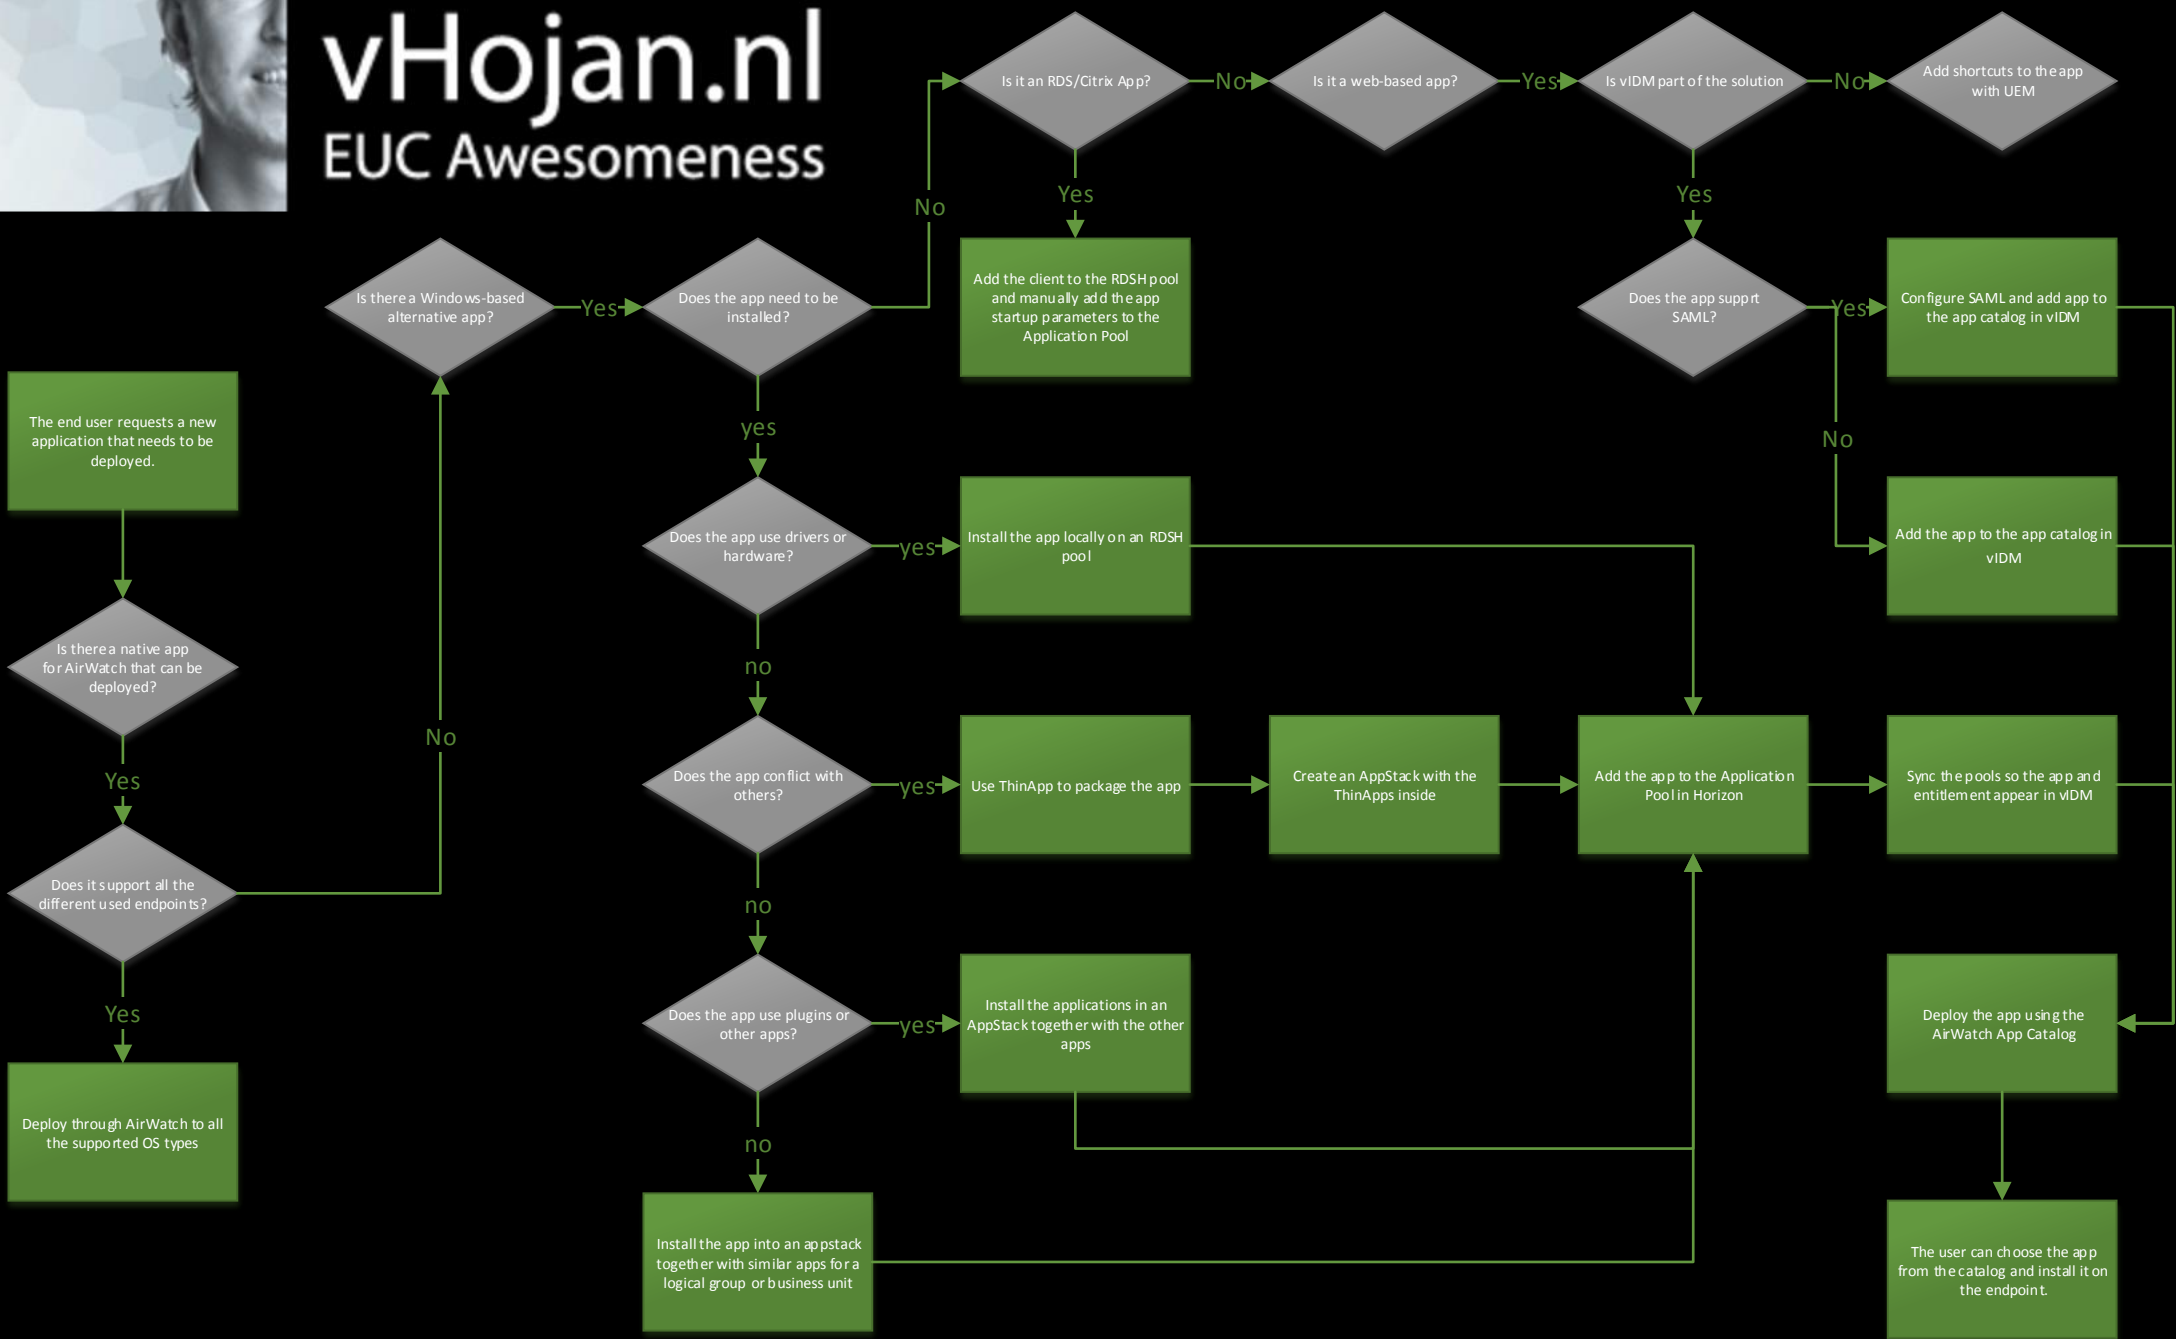 vHojan.nl
EUC Awesomeness
Is it an RDS/Citrix App?
No
Is it a web-based app?
Yes
Is vIDM part of the solution
No
Add shortcuts to the app
with UEM
Yes
Yes
No
Is there a Windows-based
alternative app?
Yes
Does the app need to be
installed?
Add the client to the RDSH pool
and manually add the app
startup parameters to the
Application Pool
Does the app supprt
SAML?
Yes
Configure SAML and add app to
the app catalog in vIDM
The end user requests a new
application that needs to be
deployed.
yes
No
Does the app use drivers or
hardware?
yes
Install the app locally on an RDSH
pool
Add the app to the app catalog in
vIDM
Is there a native app
for AirWatch that can be
deployed?
no
No
Yes
Does the app conflict with
others?
yes
Use ThinApp to package the app
Create an AppStack with the
ThinApps inside
Add the app to the Application
Pool in Horizon
Sync the pools so the app and
entitlement appear in vIDM
Does it support all the
different used endpoints?
no
Yes
Does the app use plugins or
other apps?
yes
Install the applications in an
AppStack together with the other
apps
Deploy the app using the
AirWatch App Catalog
Deploy through AirWatch to all
the supported OS types
no
Install the app into an appstack
together with similar apps for a
logical group or business unit
The user can choose the app
from the catalog and install it on
the endpoint.